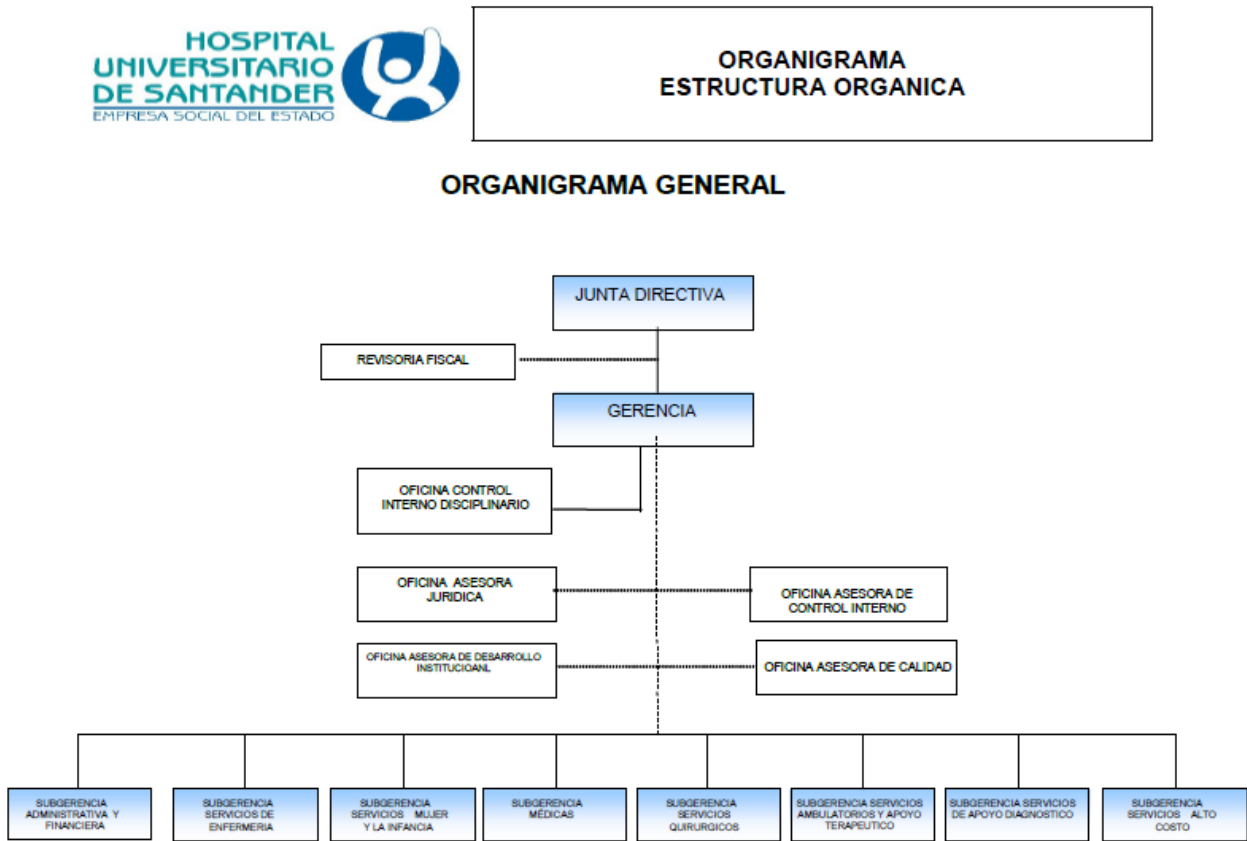 HOSPITAL
UNIVERSITARIO
DE SANTANDER
EMPRESA SOCIAL DEL ESTADO
ORGANIGRAMA
ESTRUCTURA ORGANICA
ORGANIGRAMA GENERAL
JUNTA DIRECTIVA
REVISORIA FISCAL
GERENCIA
OFICINA CONTROL
INTERNO DISCIPLINARIO
OFICINA ASESORA
JURIDICA
OFICINA ASESORA DE
CONTROL INTERNO
OFICINA ASESORA DE DESARROLLO
INSTITUCIOANL
OFICINA ASESORA DE CALIDAD
SUBGERENCIA
ADMINISTRATIVA Y
FINANCIERA
SUBGERENCIA
SERVICIOS DE
ENFERMERIA
SUBGERENCIA
SERVICIOS MUJER
Y LA INFANCIA
SUBGERENCIA
MÉDICAS
SUBGERENCIA
SERVICIOS
QUIRURGICOS
SUBGERENCIA SERVICIOS
AMBULATORIOS Y APOYO
TERAPEUTICO
SUBGERENCIA SERVICIOS
DE APOYO DIAGNOSTICO
SUBGERENCIA
SERVICIOS ALTO
COSTO